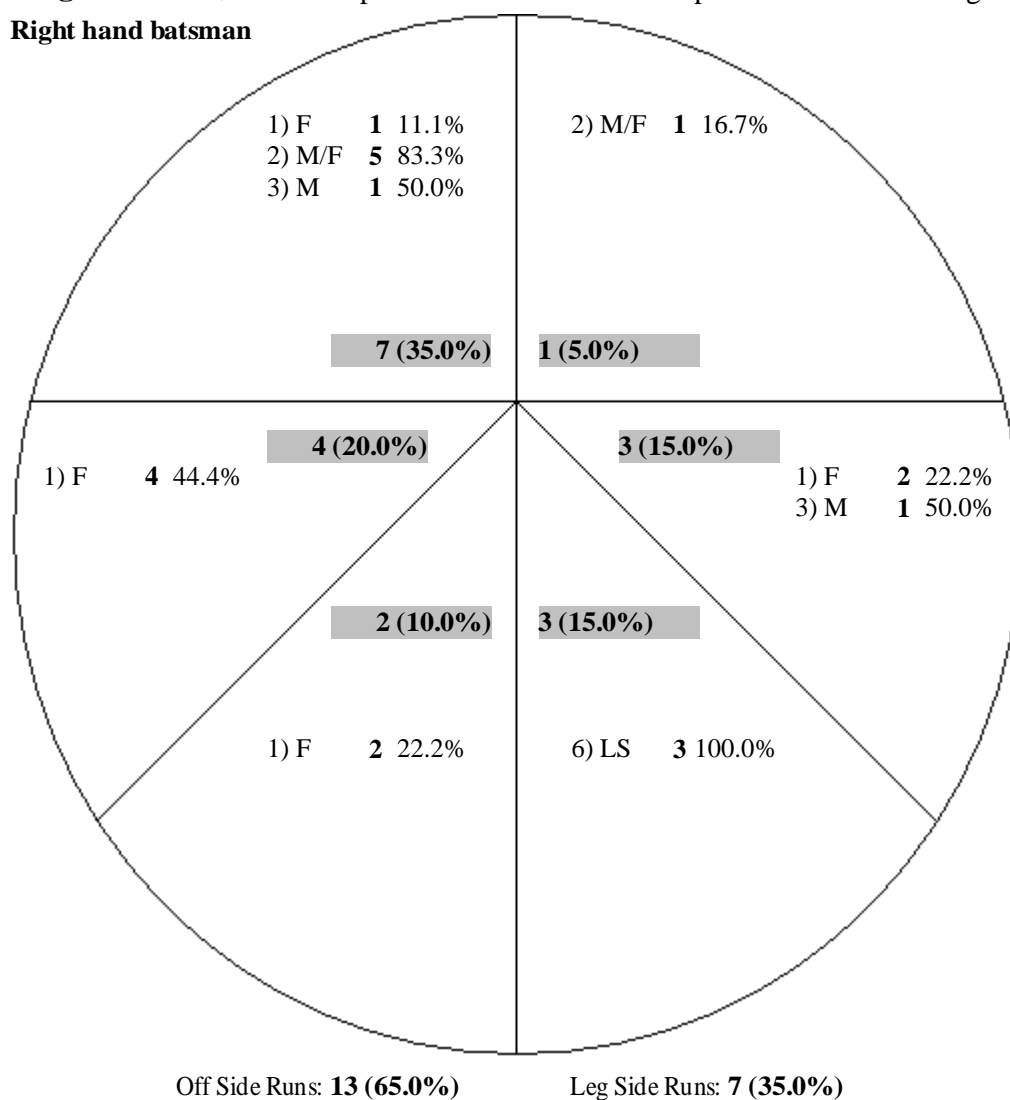 Right hand batsman
1) F 1 11.1%
2) M/F 5 83.3%
3) M 1 50.0%
2) M/F 1 16.7%
7 (35.0%)
1 (5.0%)
4 (20.0%)
3 (15.0%)
1) F 4 44.4%
1) F 2 22.2%
3) M 1 50.0%
2 (10.0%)
3 (15.0%)
1) F 2 22.2%
6) LS 3 100.0%
Off Side Runs: 13 (65.0%)
Leg Side Runs: 7 (35.0%)